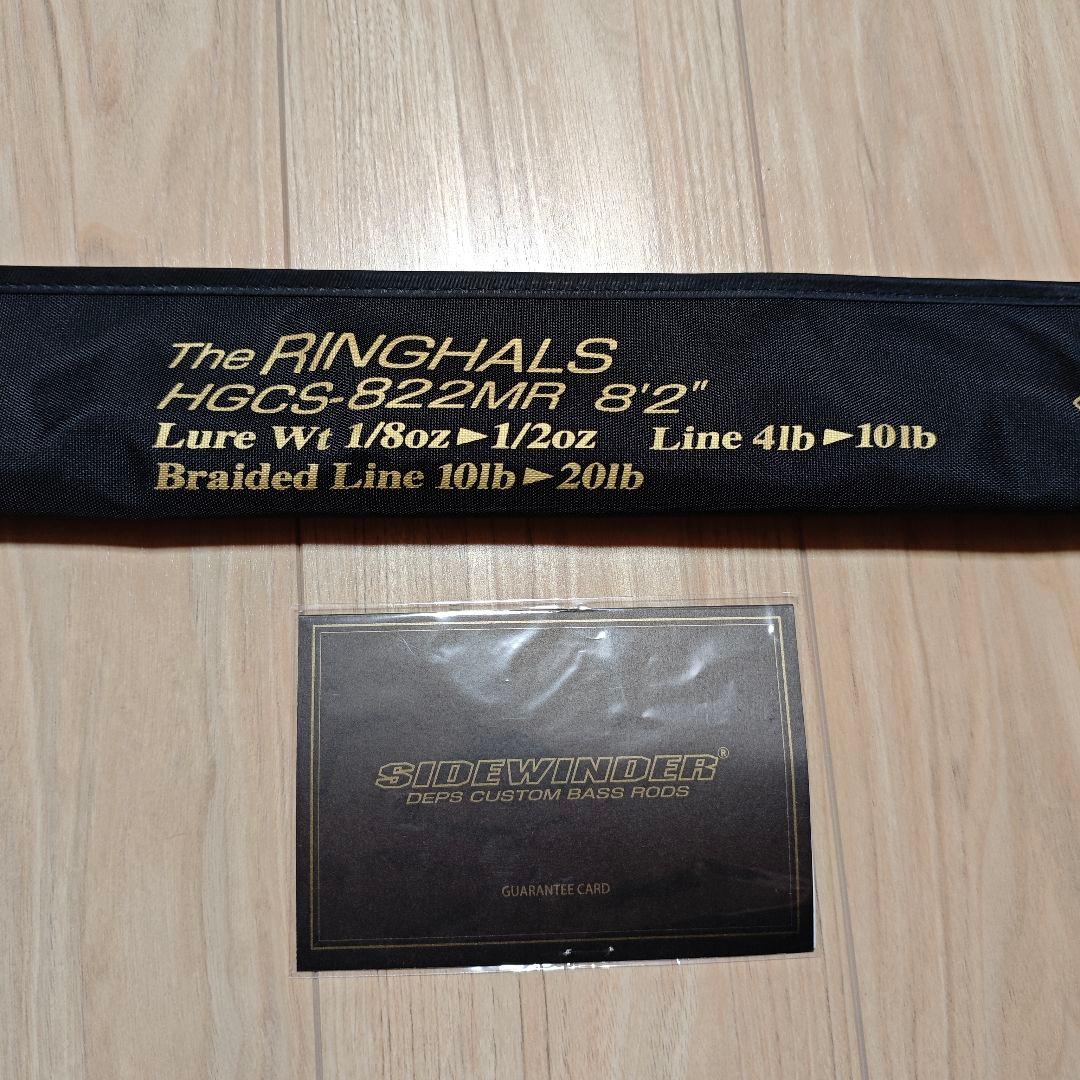 The RINGHALS
HGCS-822MR 8'2"
Lure Wt 1/8oz►1/2oz Line 4lb►10lb
Braided Line 10lb►20lb
SIDEWINDER®
DEPS CUSTOM BASS RODS
GUARANTEE CARD